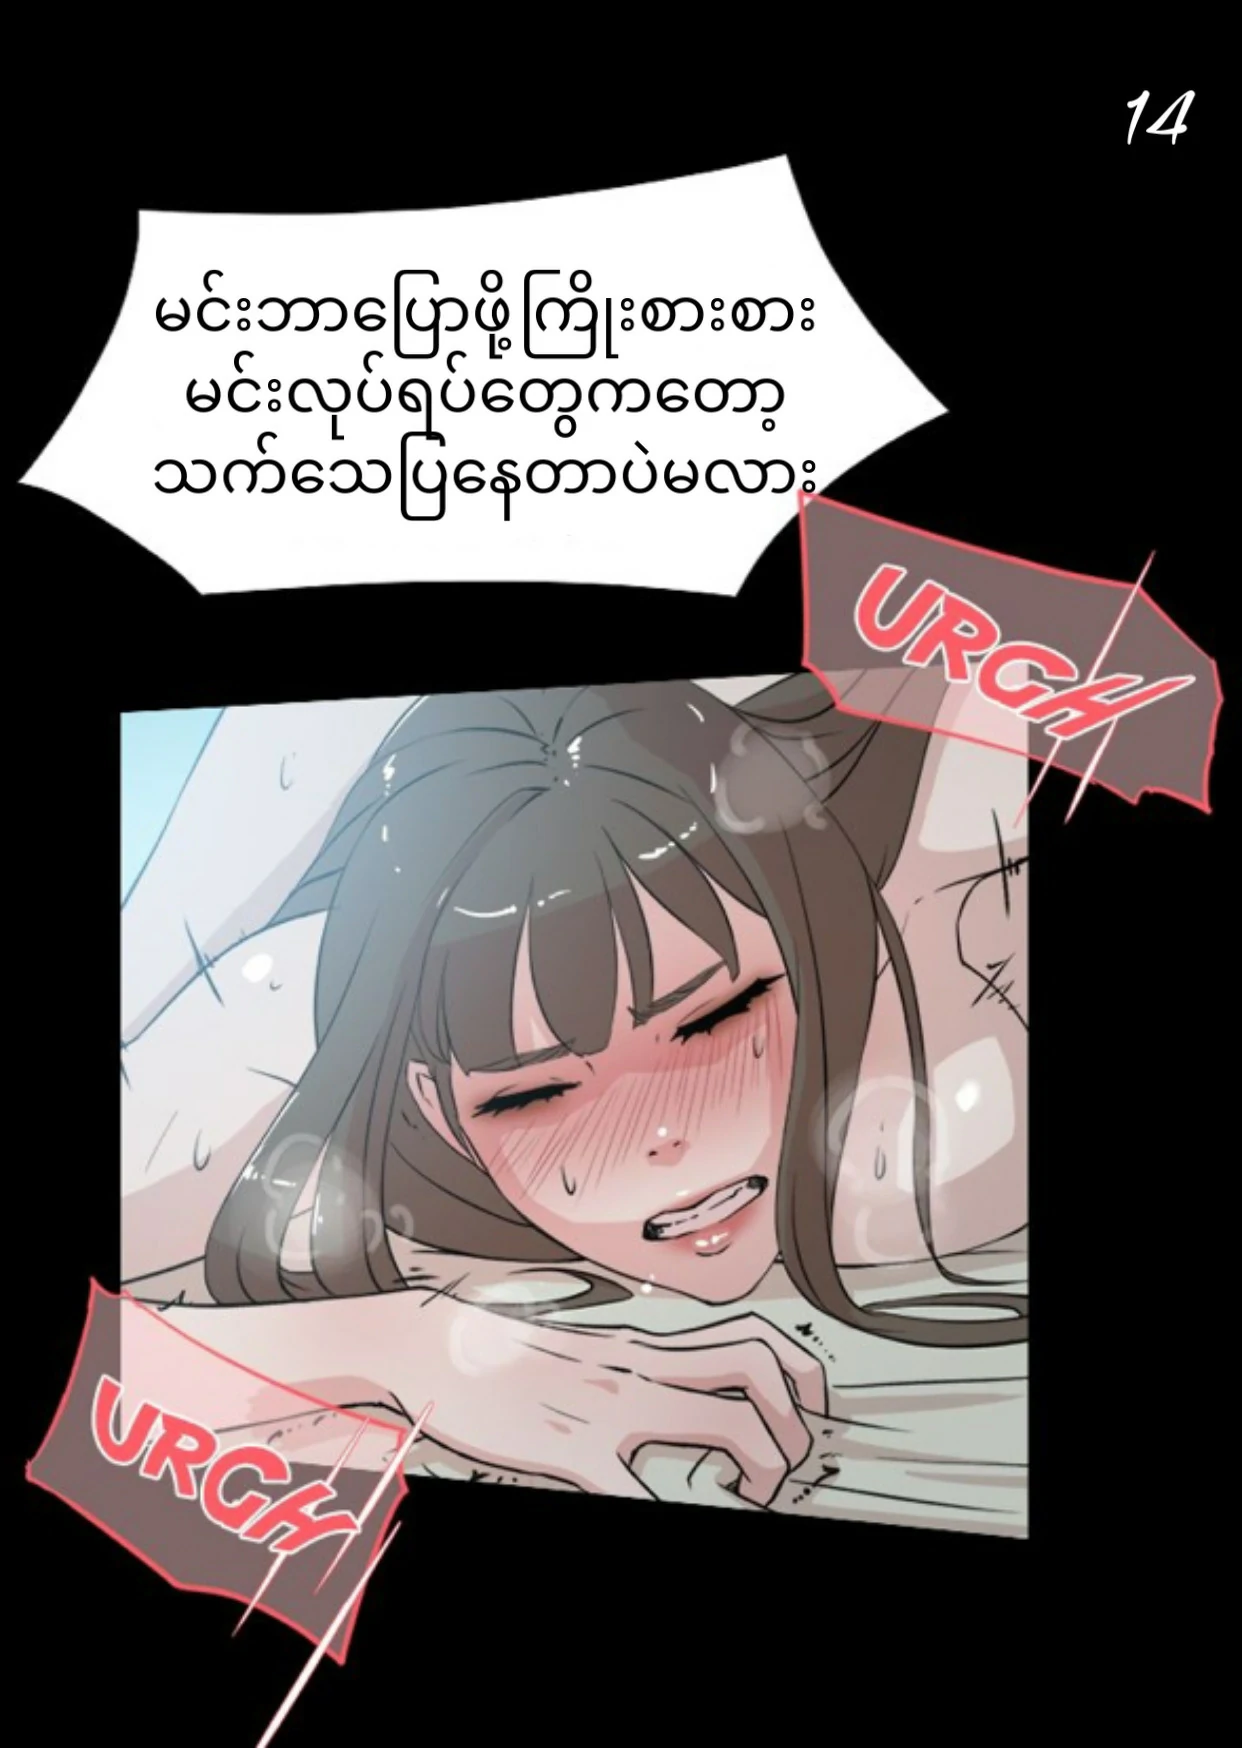 14
မင်းဘာပြောဖို့ကြိုးစားစား
မင်းလုပ်ရပ်တွေကတော့
သက်သေပြနေတာပဲမလား
URGH
URGH